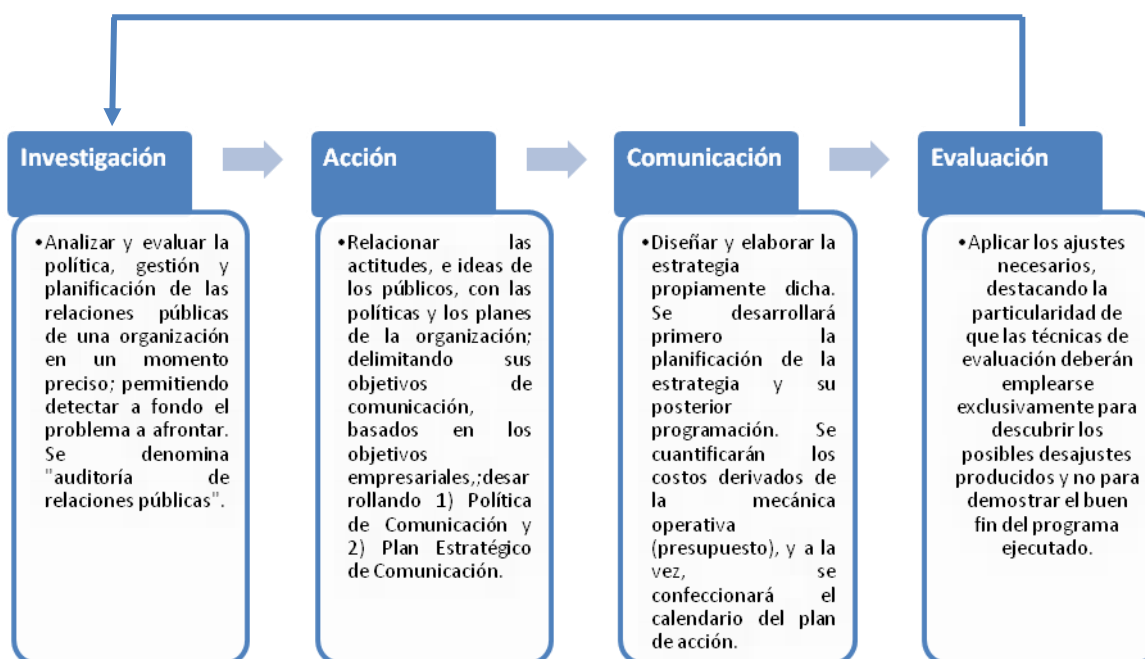 Investigación
•Analizar y evaluar la
política, gestión y
planificación de las
relaciones públicas
de una organización
en un momento
preciso; permitiendo
detectar a fondo el
problema a afrontar.
Se denomina
"auditoría de
relaciones públicas".
Acción
•Relacionar las
actitudes, e ideas de
los públicos, con las
políticas y los planes
de la organización;
delimitando sus
objetivos de
comunicación,
basados en los
objetivos
empresariales,;desar
rollando 1) Política
de Comunicación y
2) Plan Estratégico
de Comunicación.
Comunicación
•Diseñar y elaborar la
estrategia
propiamente dicha.
Se desarrollará
primero la
planificación de la
estrategia y su
posterior
programación. Se
cuantificarán los
costos derivados de
la mecánica
operativa
(presupuesto), y a la
vez, se
confeccionará el
calendario del plan
de acción.
Evaluación
•Aplicar los ajustes
necesarios,
destacando la
particularidad de
que las técnicas de
evaluación deberán
emplearse
exclusivamente para
descubrir los
posibles desajustes
producidos y no para
demostrar el buen
fin del programa
ejecutado.